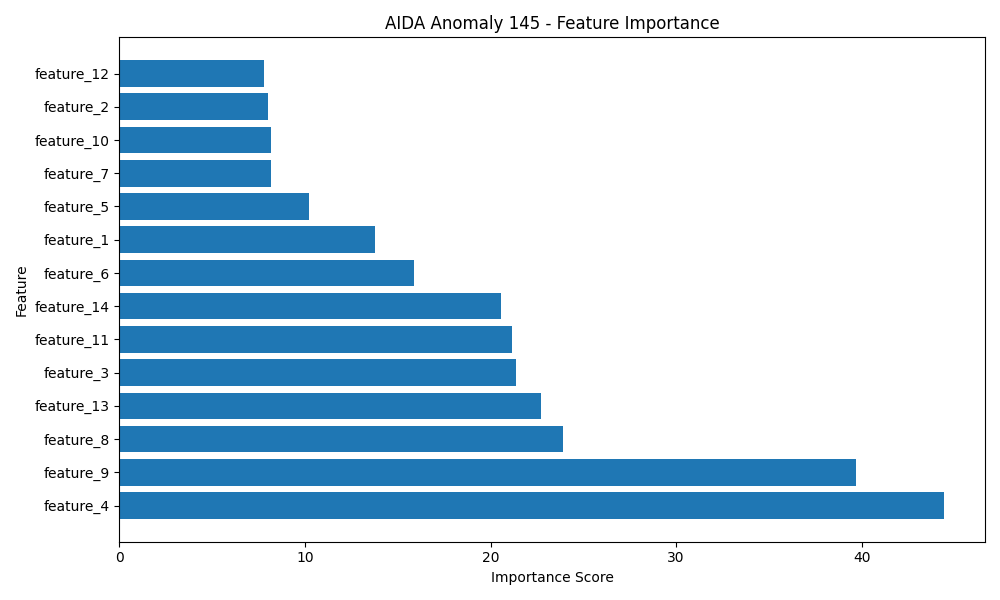 AIDA Anomaly 145 - Feature Importance
feature_12
feature_2
feature_10
feature_7
feature_5
feature_1
feature_6
feature_14
feature_11
feature_3
feature_13
feature_8
feature_9
feature_4
Feature
0 10 20 30 40
Importance Score